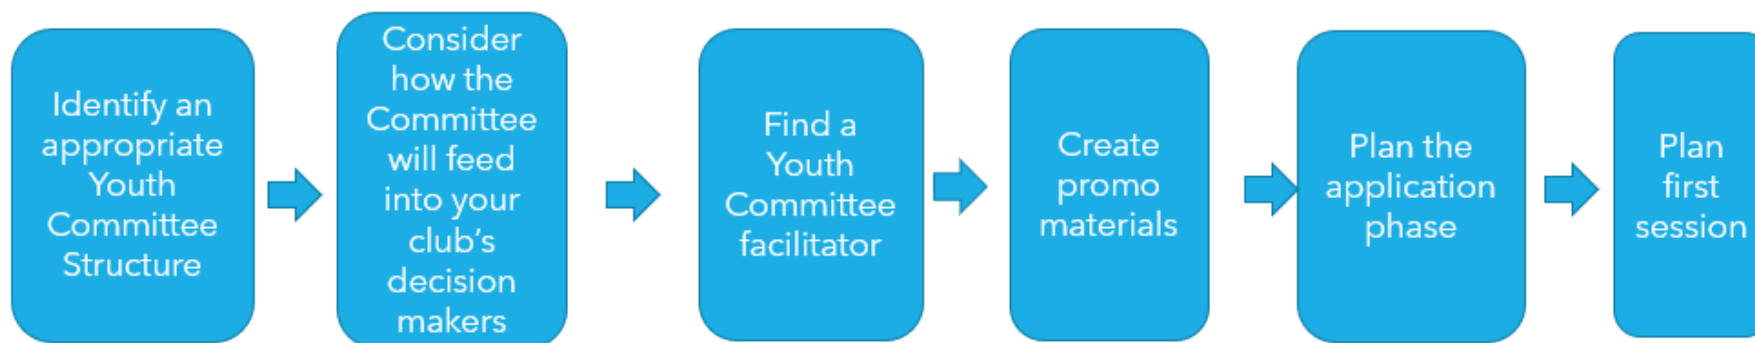 Identify an
appropriate
Youth
Committee
Structure
Consider
how the
Committee
will feed
into your
club's
decision
makers
Find a
Youth
Committee
facilitator
Create
promo
materials
Plan the
application
phase
Plan
first
session